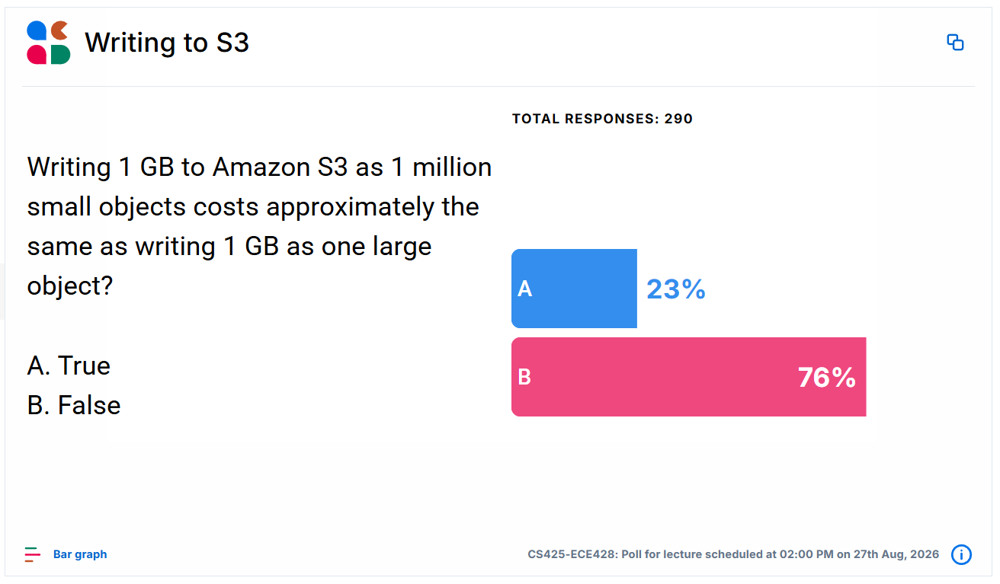 Writing to S3
TOTAL RESPONSES: 290
Writing 1 GB to Amazon S3 as 1 million
small objects costs approximately the
same as writing 1 GB as one large
object?
A. True
B. False
A 23%
B 76%
Bar graph
CS425-ECE428: Poll for lecture scheduled at 02:00 PM on 27th Aug, 2026